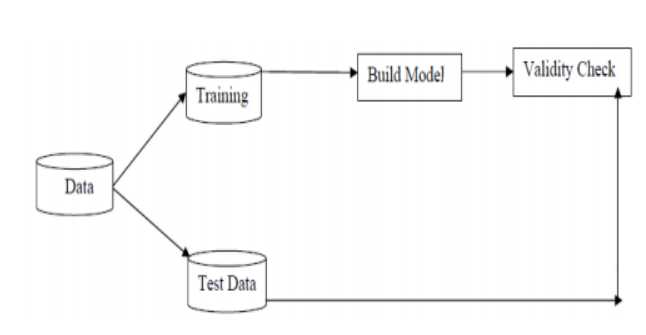 Build Model
Validity Check
Training
Data
Test Data